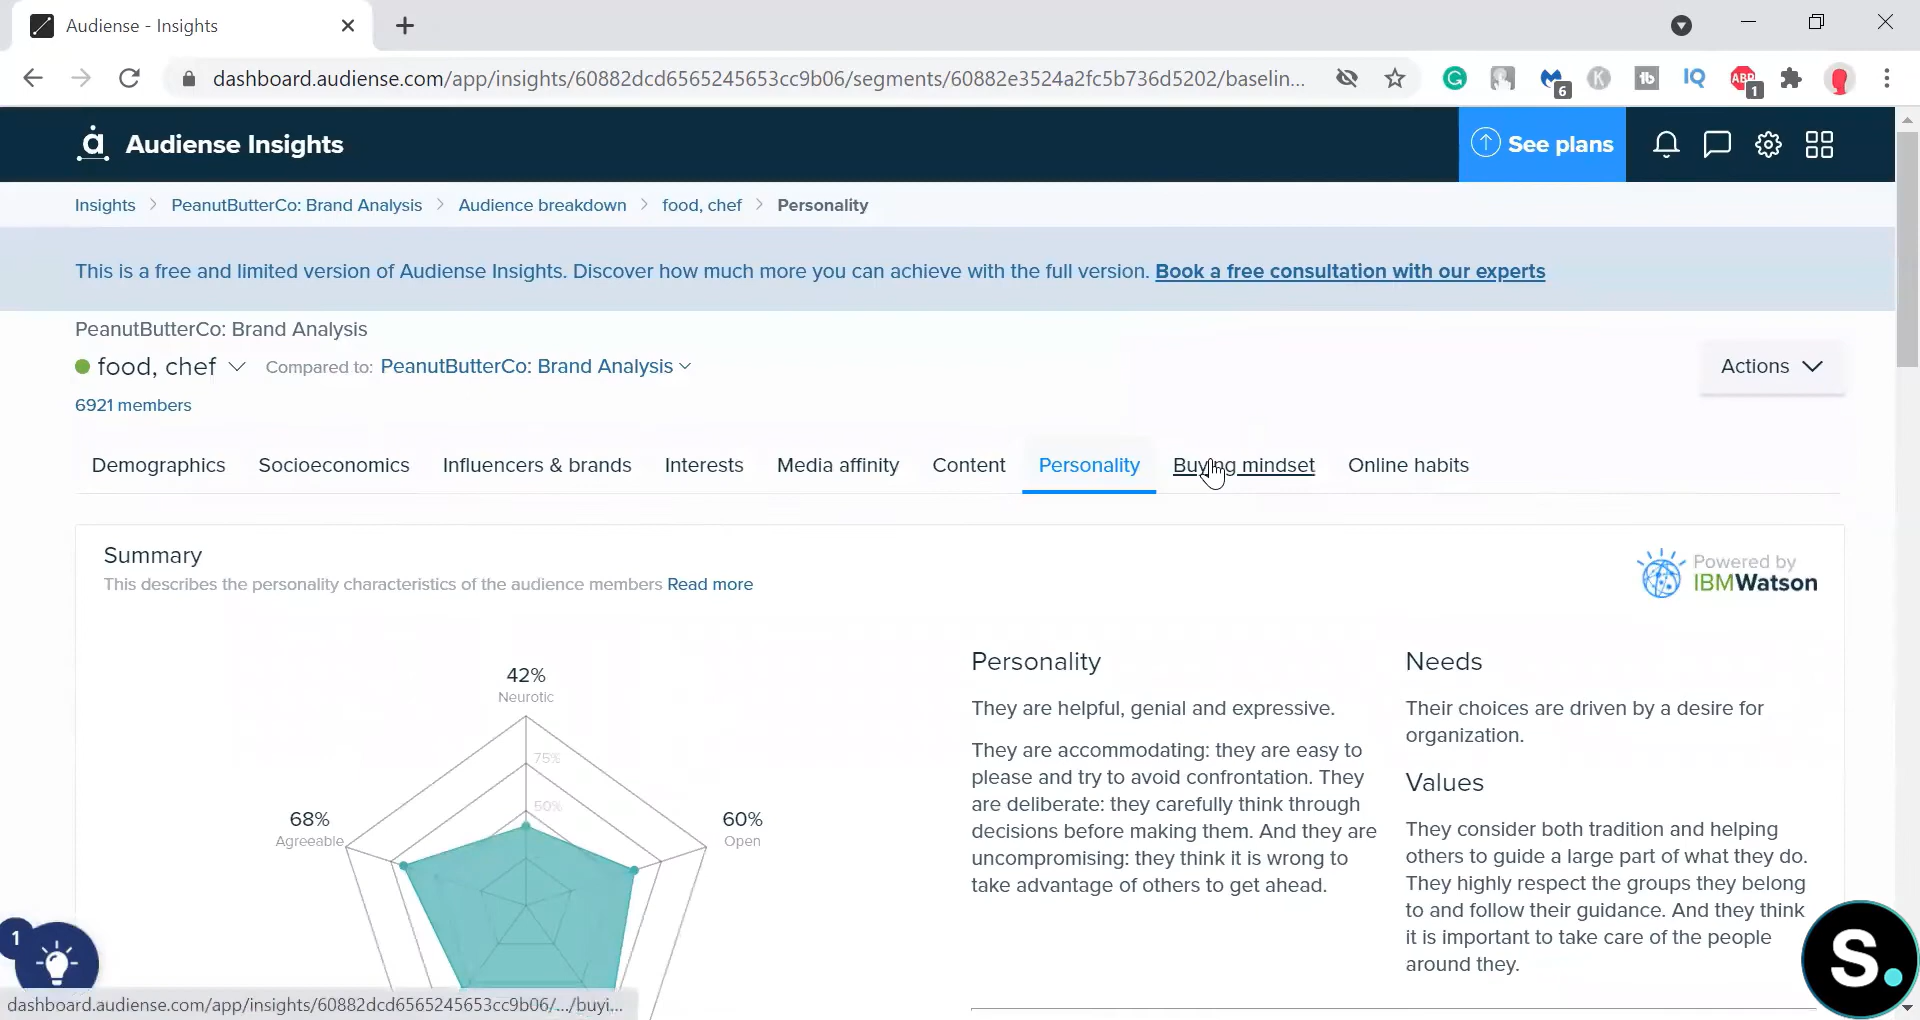 Audiense - Insights
dashboard.audiense.com/app/insights/60882dcd6565245653cc9b06/segments/60882e3524a2fc5b736d5202/baselin...
6
K
tb
IQ
ABP
1
a Audiense Insights
See plans
Insights > PeanutButterCo: Brand Analysis > Audience breakdown > food, chef > Personality
This is a free and limited version of Audiense Insights. Discover how much more you can achieve with the full version. Book a free consultation with our experts
PeanutButterCo: Brand Analysis
food, chef Compared to: PeanutButterCo: Brand Analysis
6921 members
Actions
Demographics Socioeconomics Influencers & brands Interests Media affinity Content Personality Buying mindset Online habits
Summary
This describes the personality characteristics of the audience members Read more
Powered by
IBMWatson
42%
Neurotic
75%
50%
68%
Agreeable
60%
Open
Personality
They are helpful, genial and expressive.
They are accommodating: they are easy to
please and try to avoid confrontation. They
are deliberate: they carefully think through
decisions before making them. And they are
uncompromising: they think it is wrong to
take advantage of others to get ahead.
Needs
Their choices are driven by a desire for
organization.
Values
They consider both tradition and helping
others to guide a large part of what they do.
They highly respect the groups they belong
to and follow their guidance. And they think
it is important to take care of the people
around they.
1
S.
dashboard.audiense.com/app/insights/60882dcd6565245653cc9b06/.../buyi...